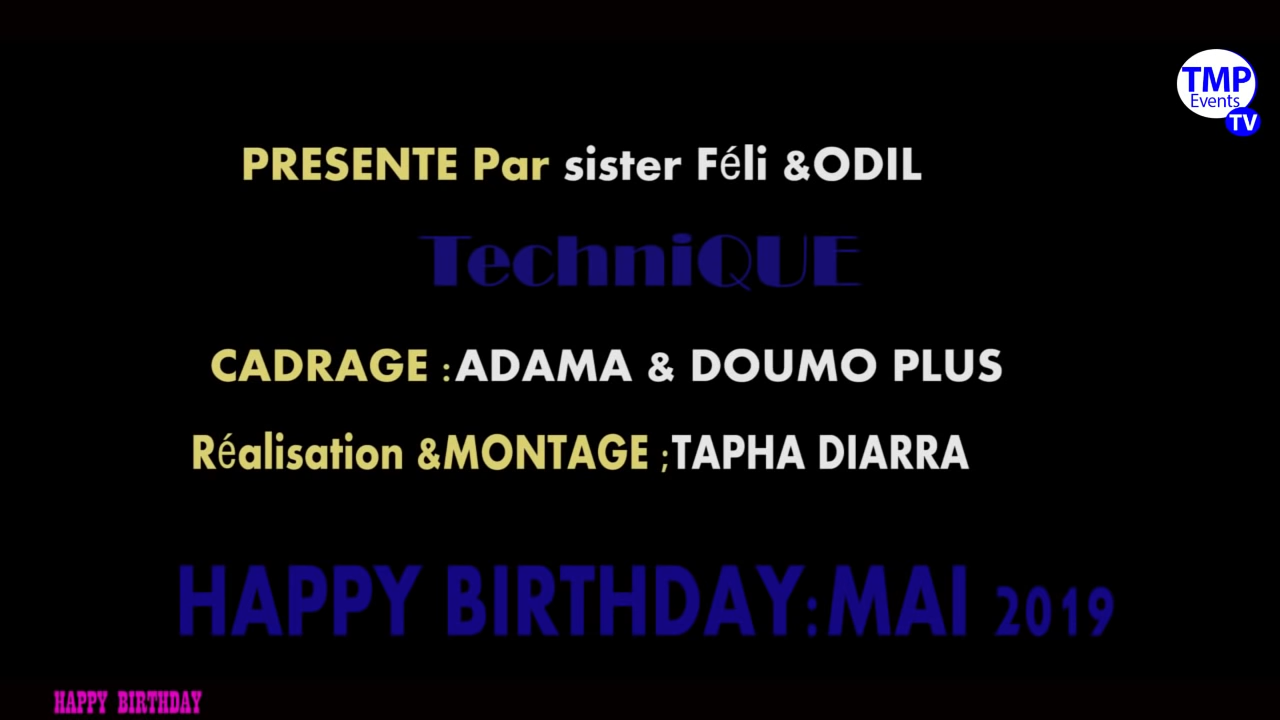 TMP
Events
TV
PRESENTE Par sister Féli &ODIL
TechniQUE
CADRAGE : ADAMA & DOUMO PLUS
Réalisation &MONTAGE ;TAPHA DIARRA
HAPPY BIRTHDAY:MAI 2019
HAPPY BIRTHDAY